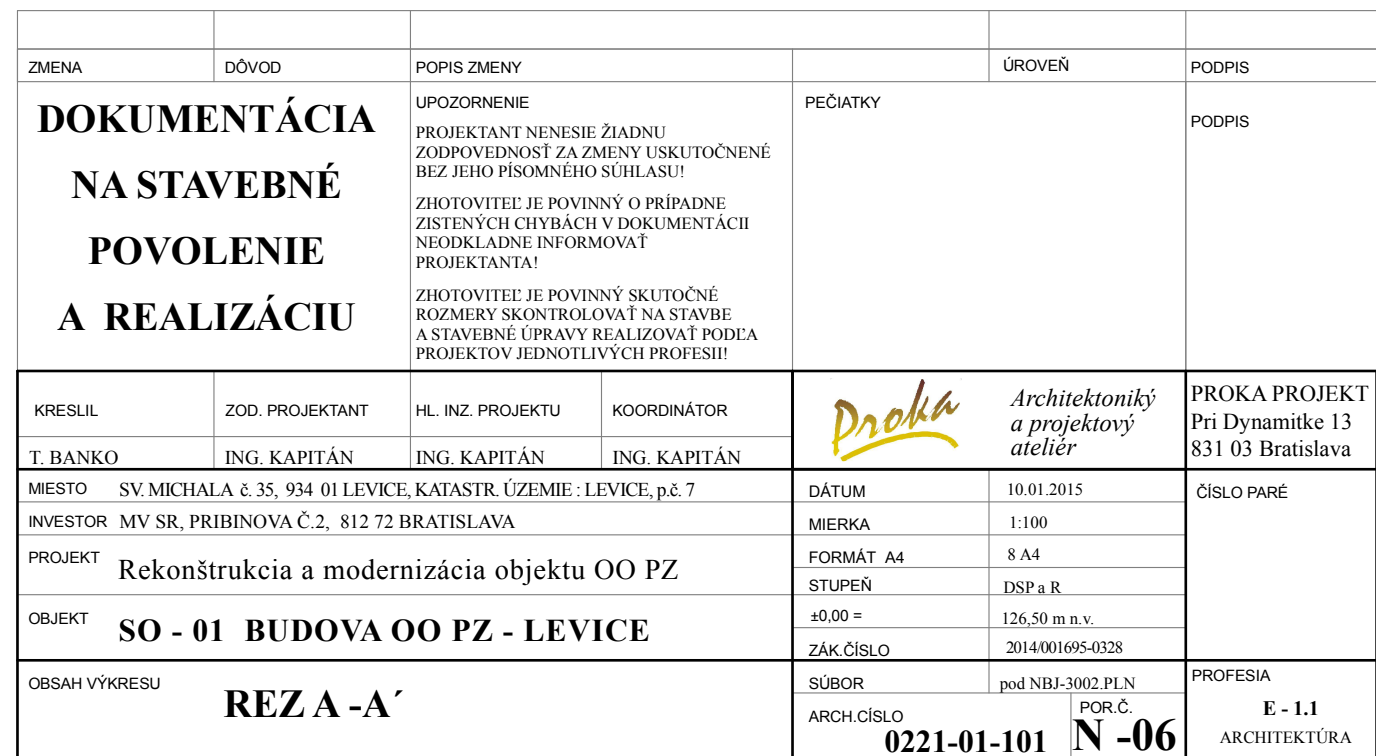 ZMENA
DÔVOD
POPIS ZMENY
ÚROVEŇ
PODPIS
DOKUMENTÁCIA
NA STAVEBNÉ
POVOLENIE
A REALIZÁCIU
UPOZORNENIE
PROJEKTANT NENESIE ŽIADNU
ZODPOVEDNOSŤ ZA ZMENY USKUTOČNENÉ
BEZ JEHO PÍSOMNÉHO SÚHLASU!
ZHOTOVITEĽ JE POVINNÝ O PRÍPADNE
ZISTENÝCH CHYBÁCH V DOKUMENTÁCII
NEODKLADNE INFORMOVAŤ
PROJEKTANTA!
ZHOTOVITEĽ JE POVINNÝ SKUTOČNÉ
ROZMERY SKONTROLOVAŤ NA STAVBE
A STAVEBNÉ ÚPRAVY REALIZOVAŤ PODĽA
PROJEKTOV JEDNOTLIVÝCH PROFESII!
PEČIATKY
PODPIS
KRESLIL
ZOD. PROJEKTANT
HL. INZ. PROJEKTU
KOORDINÁTOR
T. BANKO
ING. KAPITÁN
ING. KAPITÁN
ING. KAPITÁN
Proka
Architektoniký
a projektový
ateliér
PROKA PROJEKT
Pri Dynamitke 13
831 03 Bratislava
MIESTO SV. MICHALA č. 35, 934 01 LEVICE, KATASTR. ÚZEMIE : LEVICE, p.č. 7
INVESTOR MV SR, PRIBINOVA Č.2, 812 72 BRATISLAVA
PROJEKT Rekonštrukcia a modernizácia objektu OO PZ
OBJEKT SO - 01 BUDOVA OO PZ - LEVICE
OBSAH VÝKRESU REZ A -A´
DÁTUM 10.01.2015
MIERKA 1:100
FORMÁT A4 8 A4
STUPEŇ DSP a R
±0,00 = 126,50 m n.v.
ZÁK.ČÍSLO 2014/001695-0328
SÚBOR pod NBJ-3002.PLN
ARCH.CÍSLO 0221-01-101
POR.Č. N -06
ČÍSLO PARÉ
PROFESIA
E - 1.1
ARCHITEKTÚRA